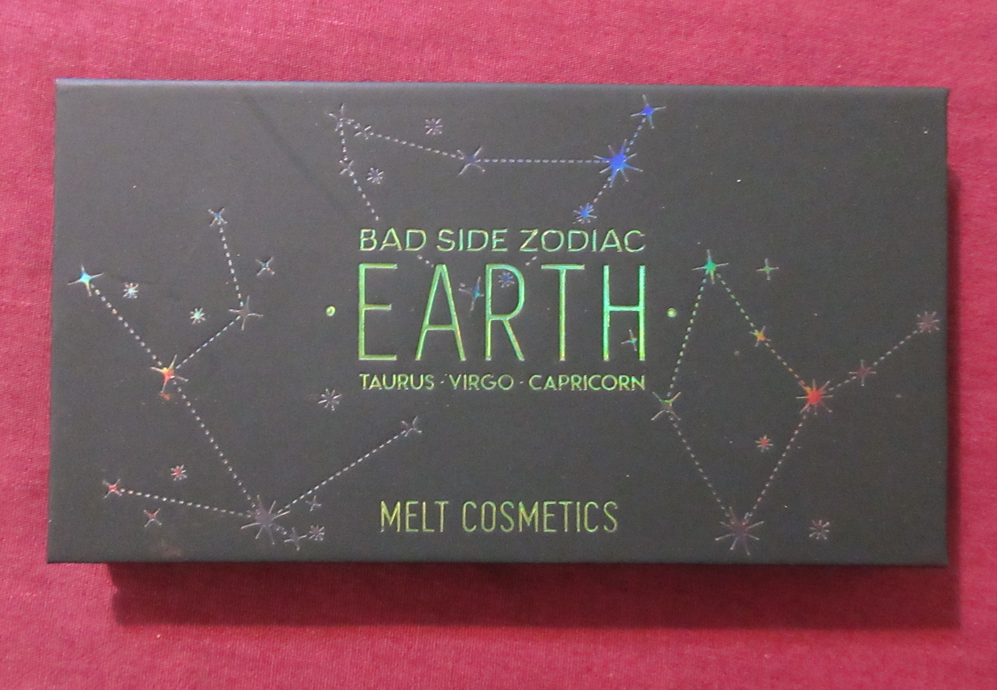 BAD SIDE ZODIAC
·EARTH·
TAURUS · VIRGO · CAPRICORN
MELT COSMETICS